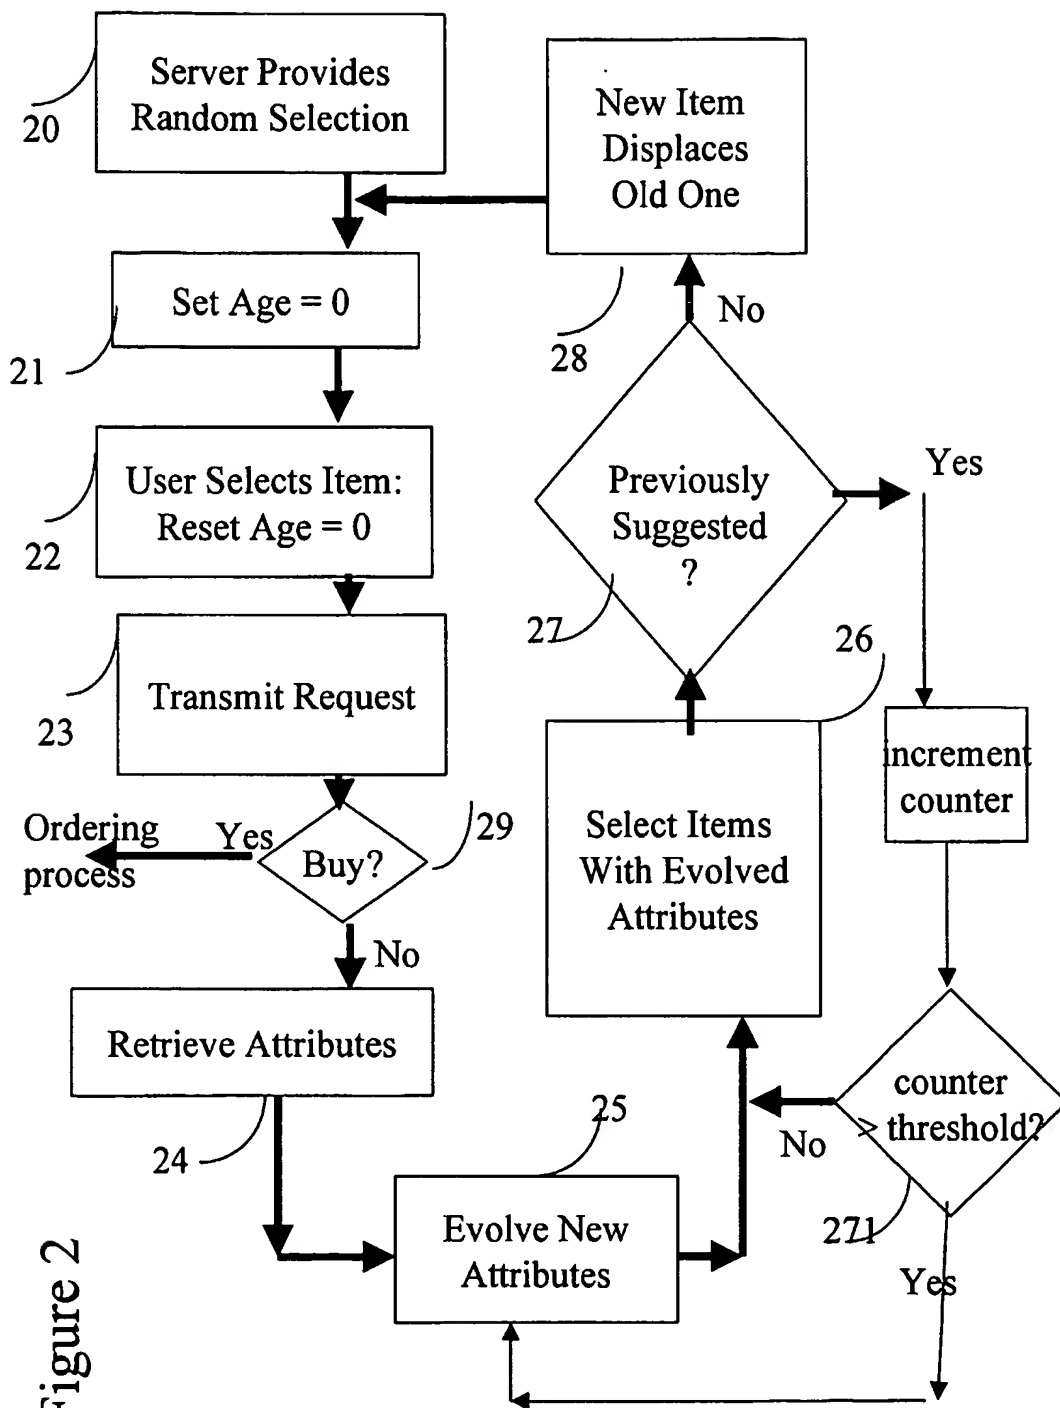 Server Provides
Random Selection
20
New Item
Displaces
Old One
28
Set Age = 0
21
No
User Selects Item:
Reset Age = 0
22
Previously
Suggested
?
27
Yes
Transmit Request
23
26
increment
counter
Ordering
process
Yes
Buy?
29
No
Select Items
With Evolved
Attributes
Retrieve Attributes
24
counter
> threshold?
No
271
Yes
25
Evolve New
Attributes
Figure 2